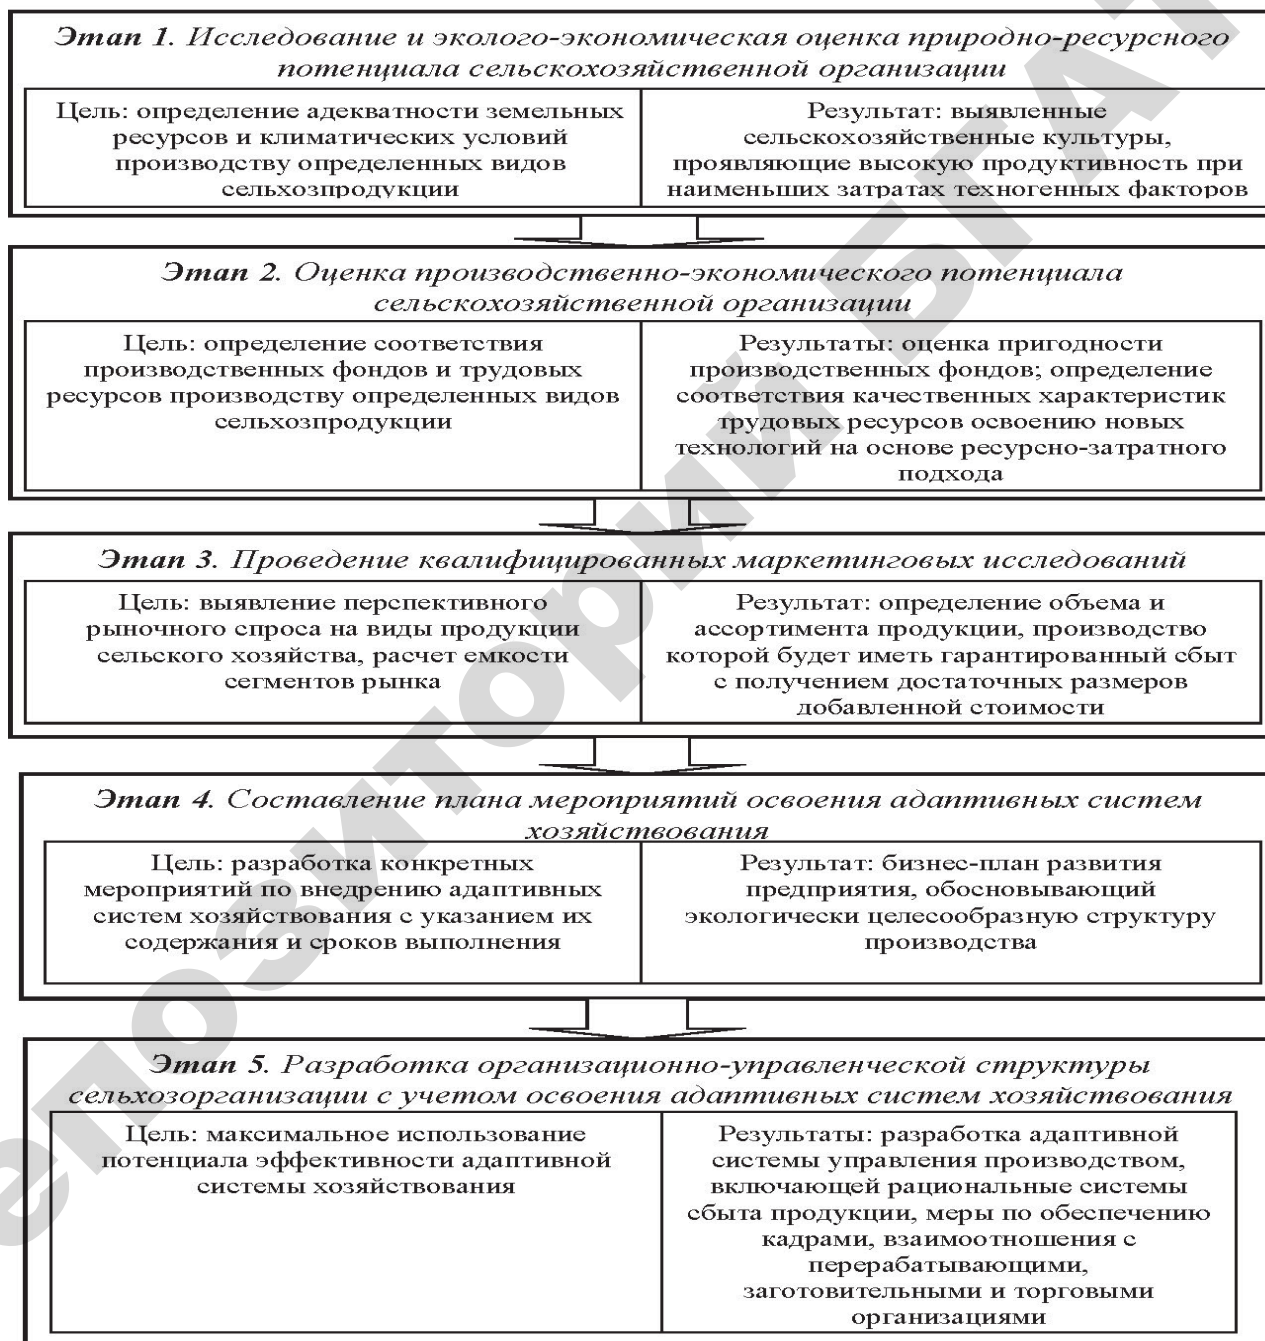 Этап 1. Исследование и эколого-экономическая оценка природно-ресурсного
потенциала сельскохозяйственной организации
Цель: определение адекватности земельных
ресурсов и климатических условий
производству определенных видов
сельхозпродукции
Результат: выявленные
сельскохозяйственные культуры,
проявляющие высокую продуктивность при
наименьших затратах техногенных факторов
Этап 2. Оценка производственно-экономического потенциала
сельскохозяйственной организации
Цель: определение соответствия
производственных фондов и трудовых
ресурсов производству определенных видов
сельхозпродукции
Результаты: оценка пригодности
производственных фондов; определение
соответствия качественных характеристик
трудовых ресурсов освоению новых
технологий на основе ресурсно-затратного
подхода
Этап 3. Проведение квалифицированных маркетинговых исследований
Цель: выявление перспективного
рыночного спроса на виды продукции
сельского хозяйства, расчет емкости
сегментов рынка
Результат: определение объема и
ассортимента продукции, производство
которой будет иметь гарантированный сбыт
с получением достаточных размеров
добавленной стоимости
Этап 4. Составление плана мероприятий освоения адаптивных систем
хозяйствования
Цель: разработка конкретных
мероприятий по внедрению адаптивных
систем хозяйствования с указанием их
содержания и сроков выполнения
Результат: бизнес-план развития
предприятия, обосновывающий
экологически целесообразную структуру
производства
Этап 5. Разработка организационно-управленческой структуры
сельхозорганизации с учетом освоения адаптивных систем хозяйствования
Цель: максимальное использование
потенциала эффективности адаптивной
системы хозяйствования
Результаты: разработка адаптивной
системы управления производством,
включающей рациональные системы
сбыта продукции, меры по обеспечению
кадрами, взаимоотношения с
перерабатывающими,
заготовительными и торговыми
организациями
епозиторий БГАТ